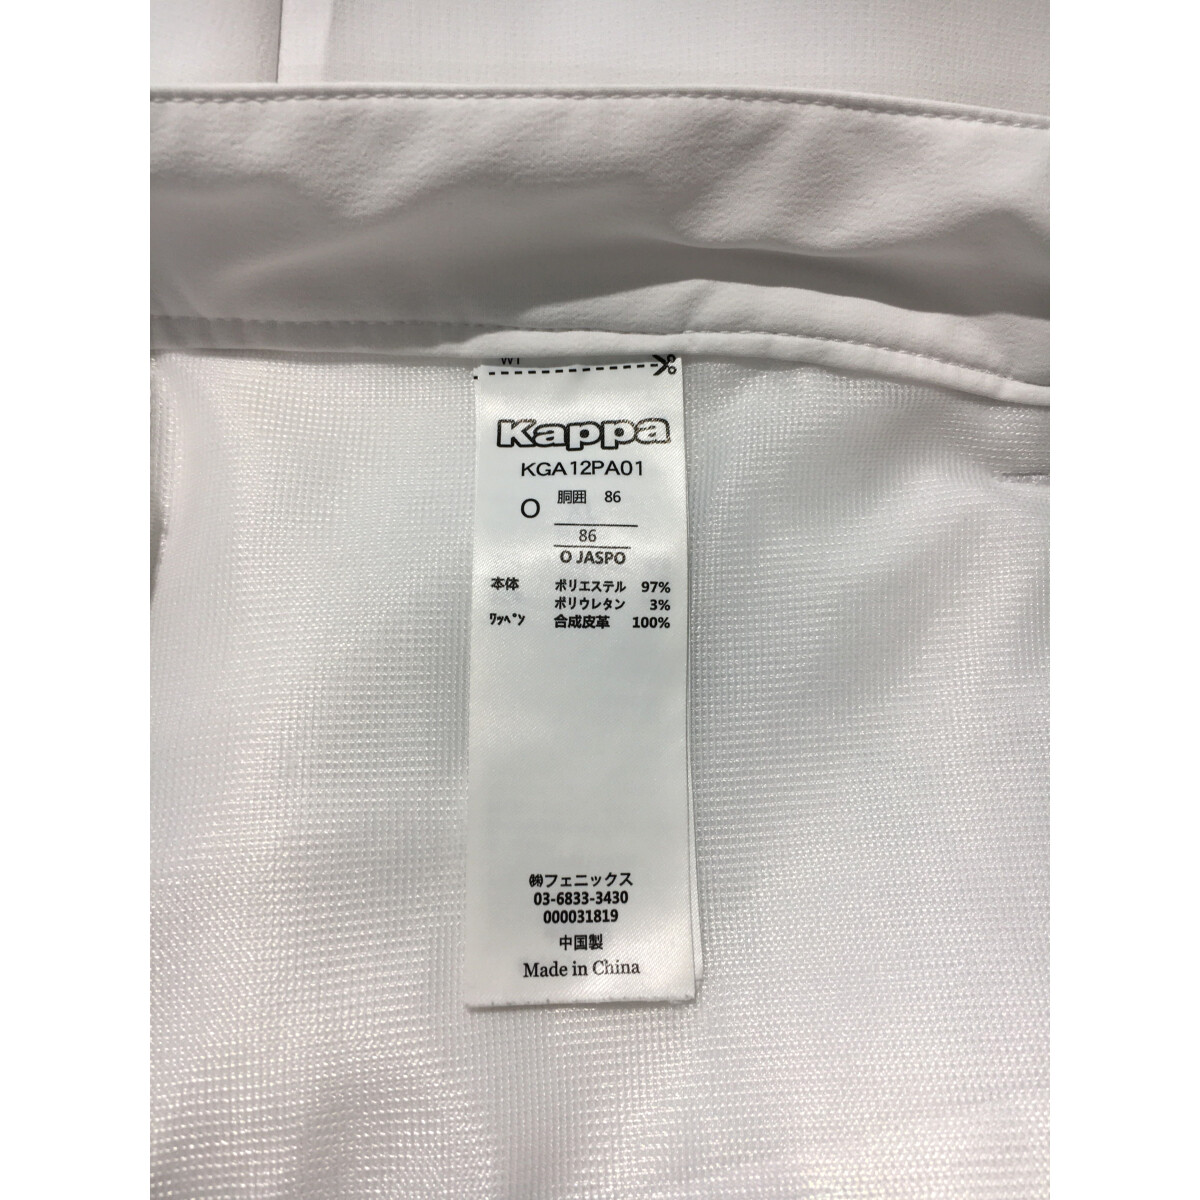 WT
Kappa
KGA12PA01
O 胴囲 86
86
O JASPO
本体 ポリエステル 97%
ポリウレタン 3%
ﾜｯﾍﾟﾝ 合成皮革 100%
㈱フェニックス
03-6833-3430
000031819
中国製
Made in China